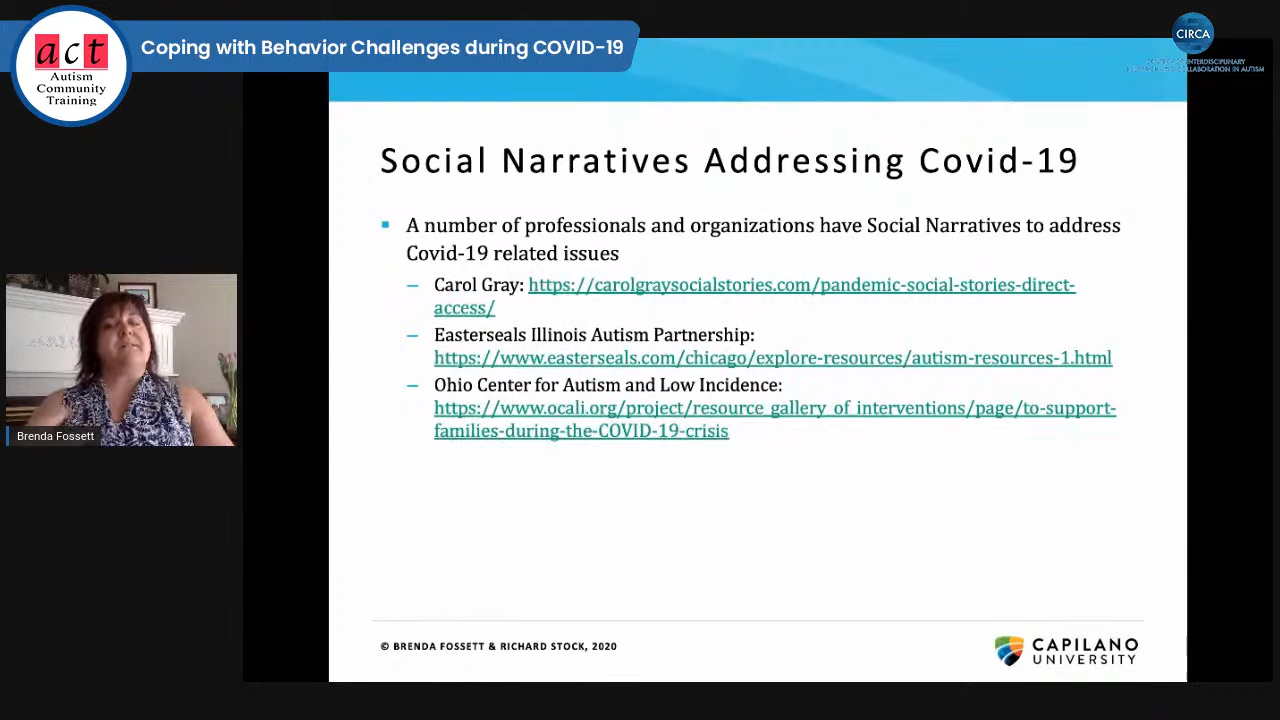 act
Autism
Community
Training
Coping with Behavior Challenges during COVID-19
CIRCA
Social Narratives Addressing Covid-19
A number of professionals and organizations have Social Narratives to address
Covid-19 related issues
– Carol Gray: https://carolgraysocialstories.com/pandemic-social-stories-direct-
access/
– Easterseals Illinois Autism Partnership:
https://www.easterseals.com/chicago/explore-resources/autism-resources-1.html
– Ohio Center for Autism and Low Incidence:
https://www.ocali.org/project/resource_gallery_of_interventions/page/to-support-
families-during-the-COVID-19-crisis
Brenda Fossett
© BRENDA FOSSETT & RICHARD STOCK, 2020
CAPILANO
UNIVERSITY